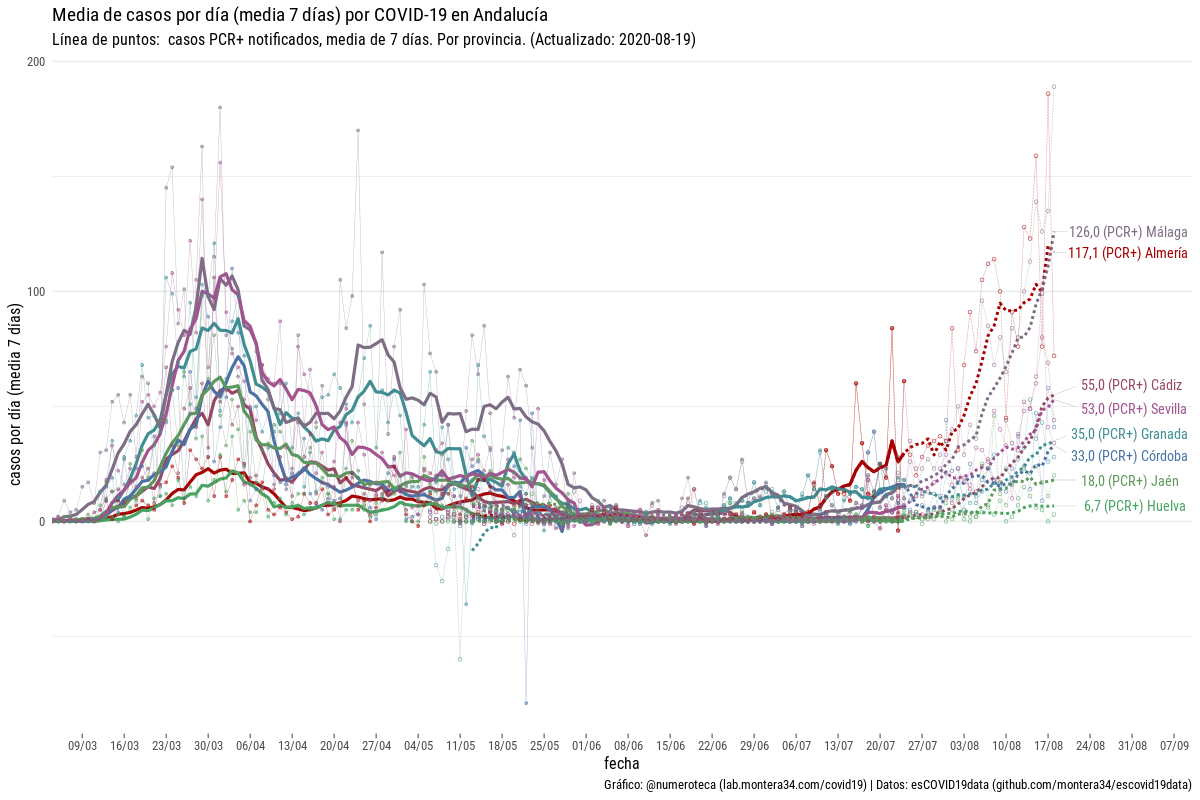 Media de casos por día (media 7 días) por COVID-19 en Andalucía
Línea de puntos:  casos PCR+ notificados, media de 7 días. Por provincia. (Actualizado: 2020-08-19)
casos por día (media 7 días)
200
100
0
126,0 (PCR+) Málaga
117,1 (PCR+) Almería
55,0 (PCR+) Cádiz
53,0 (PCR+) Sevilla
35,0 (PCR+) Granada
33,0 (PCR+) Córdoba
18,0 (PCR+) Jaén
6,7 (PCR+) Huelva
09/03 16/03 23/03 30/03 06/04 13/04 20/04 27/04 04/05 11/05 18/05 25/05 01/06 08/06 15/06 22/06 29/06 06/07 13/07 20/07 27/07 03/08 10/08 17/08 24/08 31/08 07/09
fecha
Gráfico: @numeroteca (lab.montera34.com/covid19) | Datos: esCOVID19data (github.com/montera34/escovid19data)